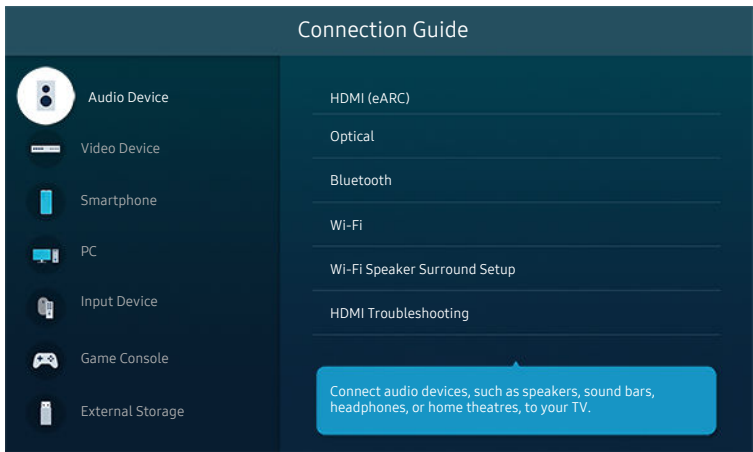 Connection Guide
Audio Device
Video Device
Smartphone
PC
Input Device
Game Console
External Storage
HDMI (eARC)
Optical
Bluetooth
Wi-Fi
Wi-Fi Speaker Surround Setup
HDMI Troubleshooting
Connect audio devices, such as speakers, sound bars,
headphones, or home theatres, to your TV.